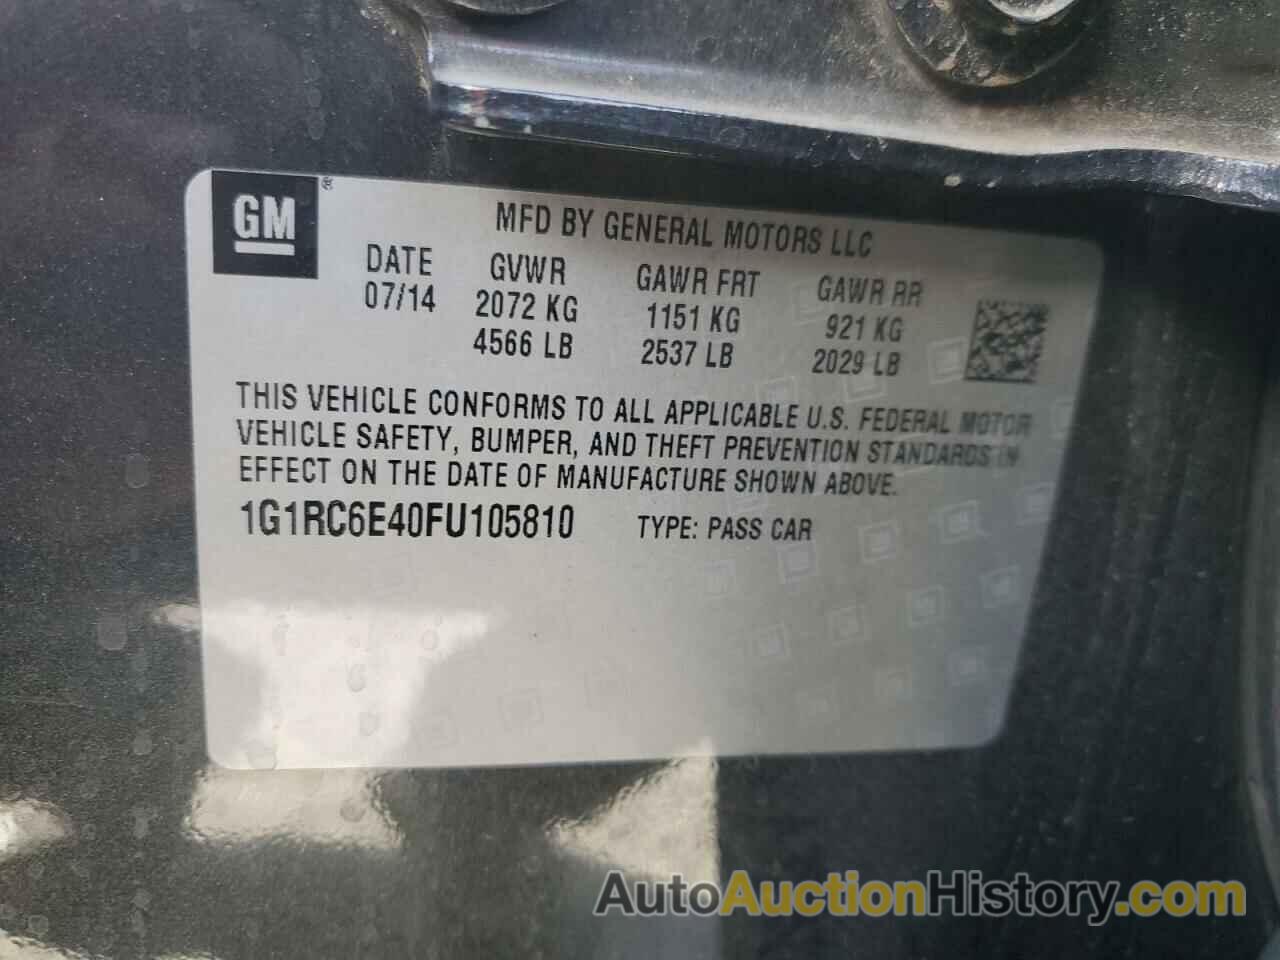 GM®
MFD BY GENERAL MOTORS LLC
DATE GVWR GAWR FRT GAWR RR
07/14 2072 KG 1151 KG 921 KG
4566 LB 2537 LB 2029 LB
THIS VEHICLE CONFORMS TO ALL APPLICABLE U.S. FEDERAL MOTOR
VEHICLE SAFETY, BUMPER, AND THEFT PREVENTION STANDARDS IN
EFFECT ON THE DATE OF MANUFACTURE SHOWN ABOVE.
1G1RC6E40FU105810 TYPE: PASS CAR
AutoAuctionHistory.com